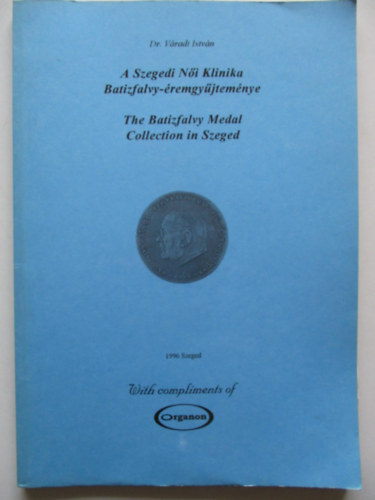 Dr. Váradi István
A Szegedi Női Klinika
Batizfalvy-éremgyűjteménye
The Batizfalvy Medal
Collection in Szeged
1996 Szeged
With compliments of
Organon